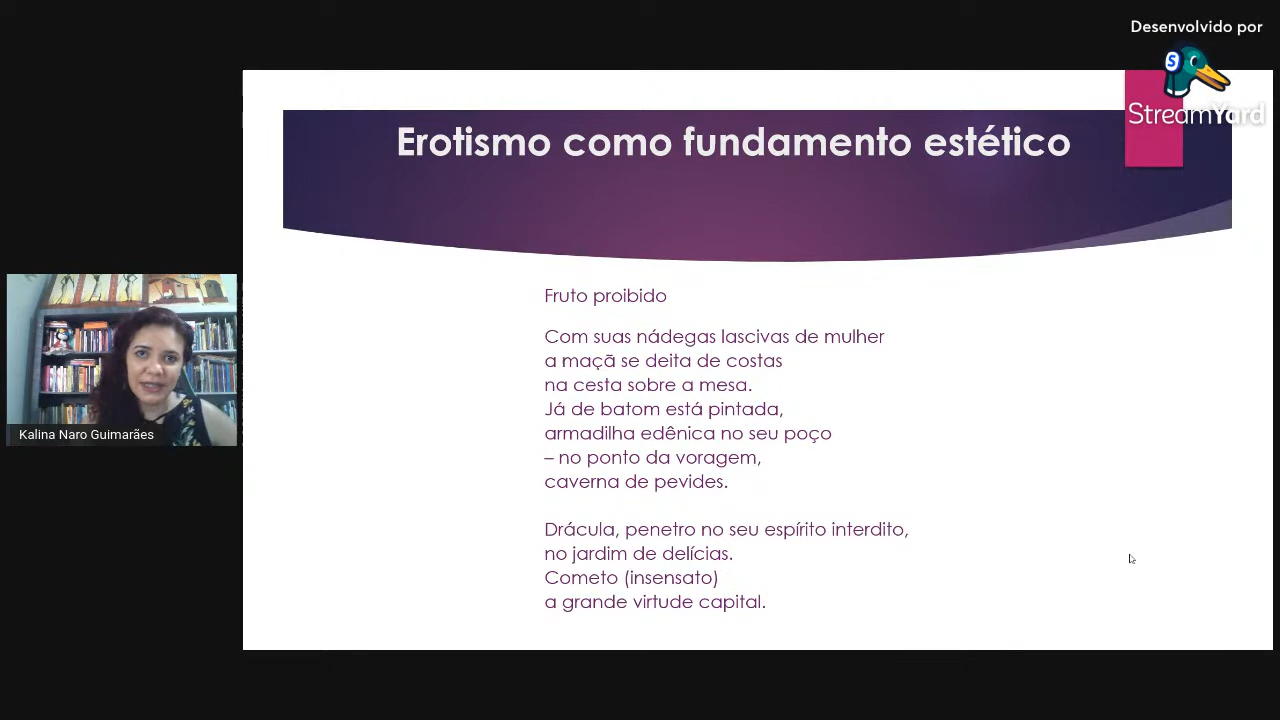 Desenvolvido por
S
StreamYard
Erotismo como fundamento estético
Fruto proibido
Com suas nádegas lascivas de mulher
a maçã se deita de costas
na cesta sobre a mesa.
Já de batom está pintada,
armadilha edênica no seu poço
– no ponto da voragem,
caverna de pevides.
Drácula, penetro no seu espírito interdito,
no jardim de delícias.
Cometo (insensato)
a grande virtude capital.
Kalina Naro Guimarães